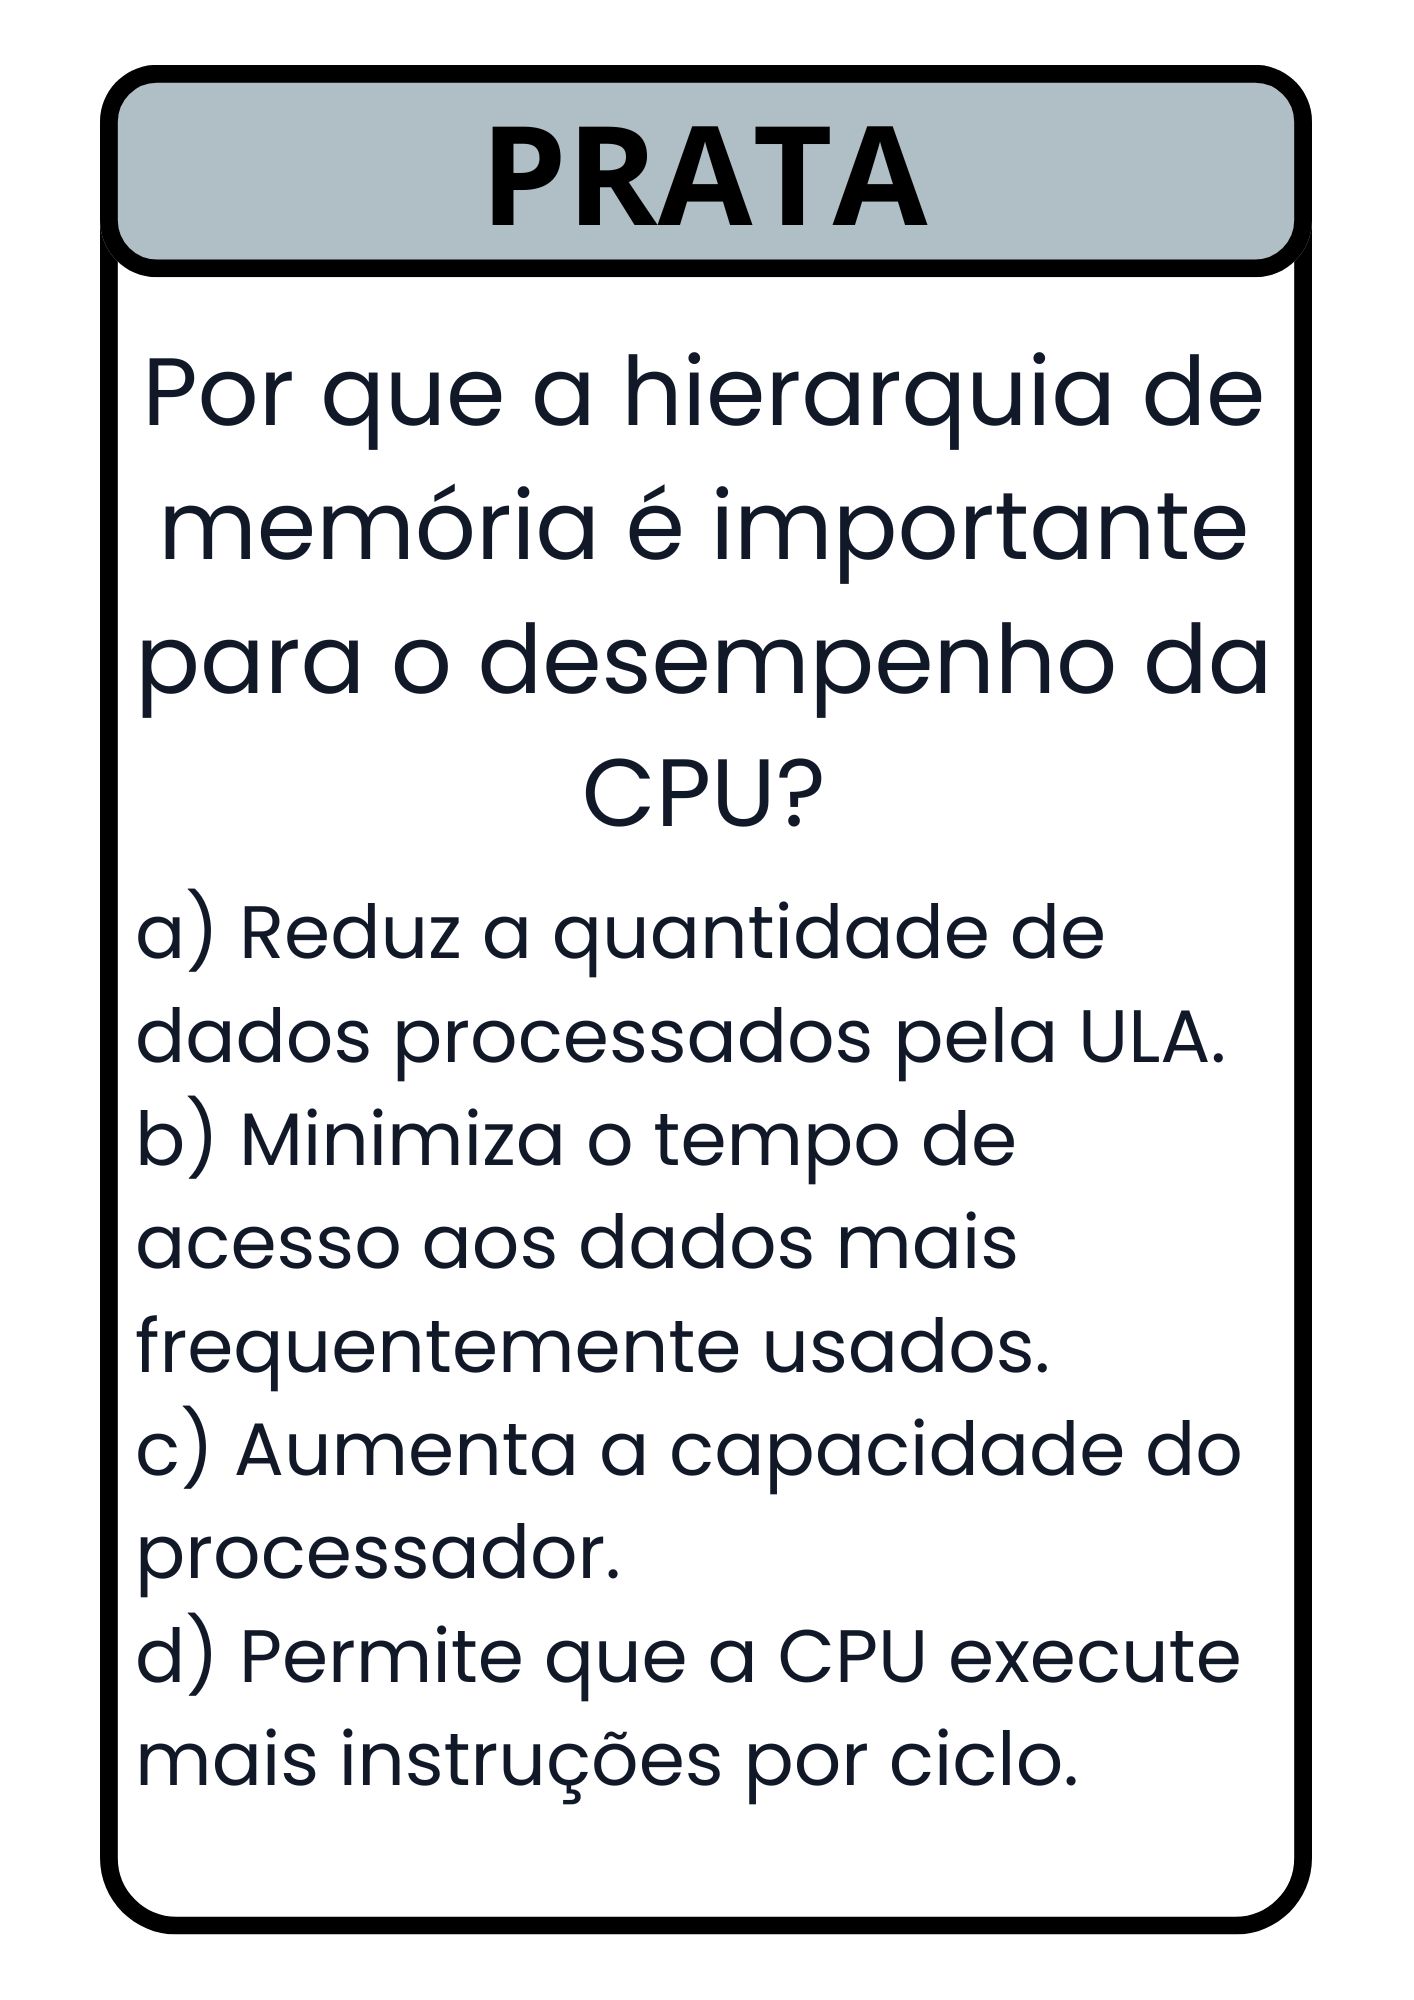 PRATA
Por que a hierarquia de
memória é importante
para o desempenho da
CPU?
a) Reduz a quantidade de
dados processados pela ULA.
b) Minimiza o tempo de
acesso aos dados mais
frequentemente usados.
c) Aumenta a capacidade do
processador.
d) Permite que a CPU execute
mais instruções por ciclo.